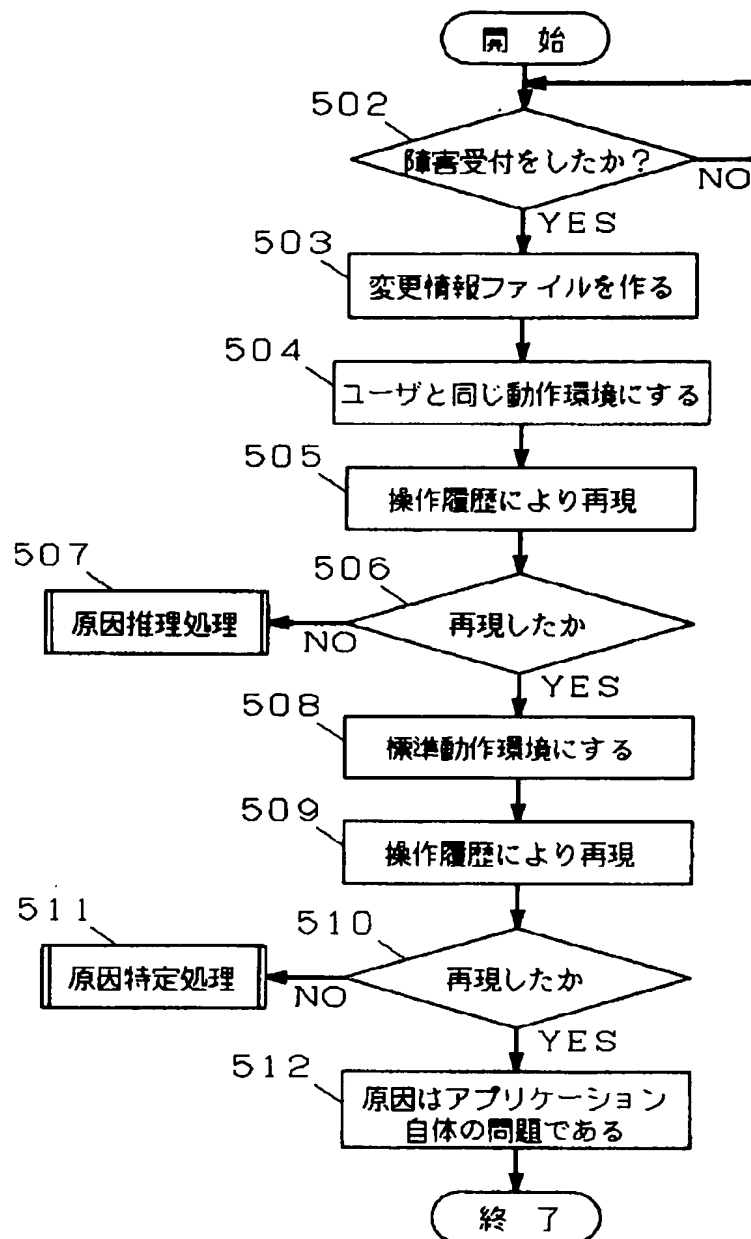 開 始
502
障害受付をしたか?
NO
YES
503
変更情報ファイルを作る
504
ユーザと同じ動作環境にする
505
操作履歴により再現
507
506
原因推理処理
NO
再現したか
YES
508
標準動作環境にする
509
操作履歴により再現
511
510
原因特定処理
NO
再現したか
YES
512
原因はアプリケーション
自体の問題である
終 了